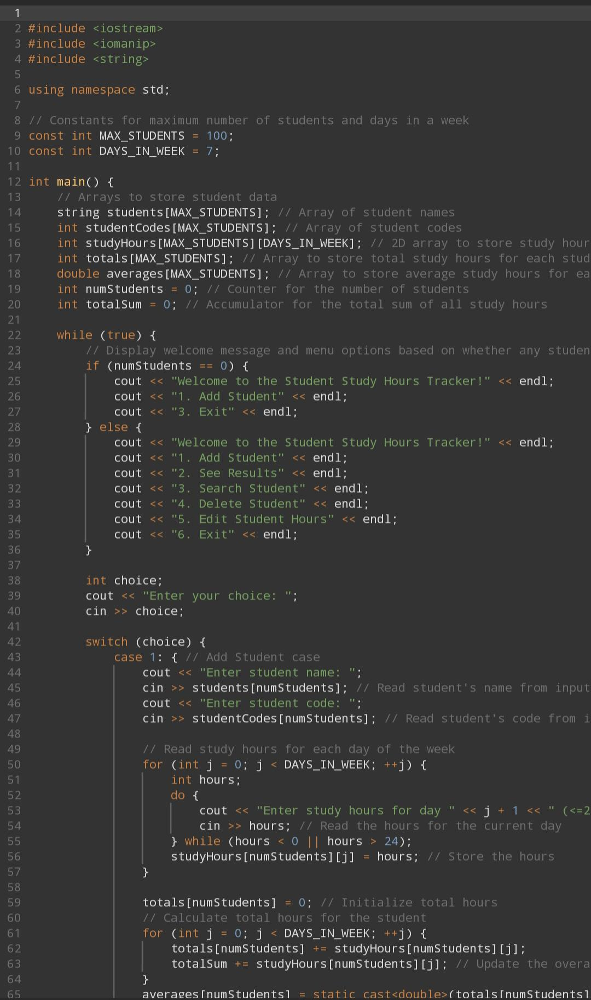 1
2 #include <iostream>
3 #include <iomanip>
4 #include <string>
5
6 using namespace std;
7
8 // Constants for maximum number of students and days in a week
9 const int MAX_STUDENTS = 100;
10 const int DAYS_IN_WEEK = 7;
11
12 int main() {
13     // Arrays to store student data
14     string students[MAX_STUDENTS]; // Array of student names
15     int studentCodes[MAX_STUDENTS]; // Array of student codes
16     int studyHours[MAX_STUDENTS][DAYS_IN_WEEK]; // 2D array to store study hour
17     int totals[MAX_STUDENTS]; // Array to store total study hours for each stud
18     double averages[MAX_STUDENTS]; // Array to store average study hours for ea
19     int numStudents = 0; // Counter for the number of students
20     int totalSum = 0; // Accumulator for the total sum of all study hours
21
22     while (true) {
23         // Display welcome message and menu options based on whether any studen
24         if (numStudents == 0) {
25             cout << "Welcome to the Student Study Hours Tracker!" << endl;
26             cout << "1. Add Student" << endl;
27             cout << "3. Exit" << endl;
28         } else {
29             cout << "Welcome to the Student Study Hours Tracker!" << endl;
30             cout << "1. Add Student" << endl;
31             cout << "2. See Results" << endl;
32             cout << "3. Search Student" << endl;
33             cout << "4. Delete Student" << endl;
34             cout << "5. Edit Student Hours" << endl;
35             cout << "6. Exit" << endl;
36         }
37
38         int choice;
39         cout << "Enter your choice: ";
40         cin >> choice;
41
42         switch (choice) {
43             case 1: { // Add Student case
44                 cout << "Enter student name: ";
45                 cin >> students[numStudents]; // Read student's name from input
46                 cout << "Enter student code: ";
47                 cin >> studentCodes[numStudents]; // Read student's code from i
48
49                 // Read study hours for each day of the week
50                 for (int j = 0; j < DAYS_IN_WEEK; ++j) {
51                     int hours;
52                     do {
53                         cout << "Enter study hours for day " << j + 1 << " (<=2
54                         cin >> hours; // Read the hours for the current day
55                     } while (hours < 0 || hours > 24);
56                     studyHours[numStudents][j] = hours; // Store the hours
57                 }
58
59                 totals[numStudents] = 0; // Initialize total hours
60                 // Calculate total hours for the student
61                 for (int j = 0; j < DAYS_IN_WEEK; ++j) {
62                     totals[numStudents] += studyHours[numStudents][j];
63                     totalSum += studyHours[numStudents][j]; // Update the overa
64                 }
65                 averages[numStudents] = static_cast<double>(totals[numStudents]